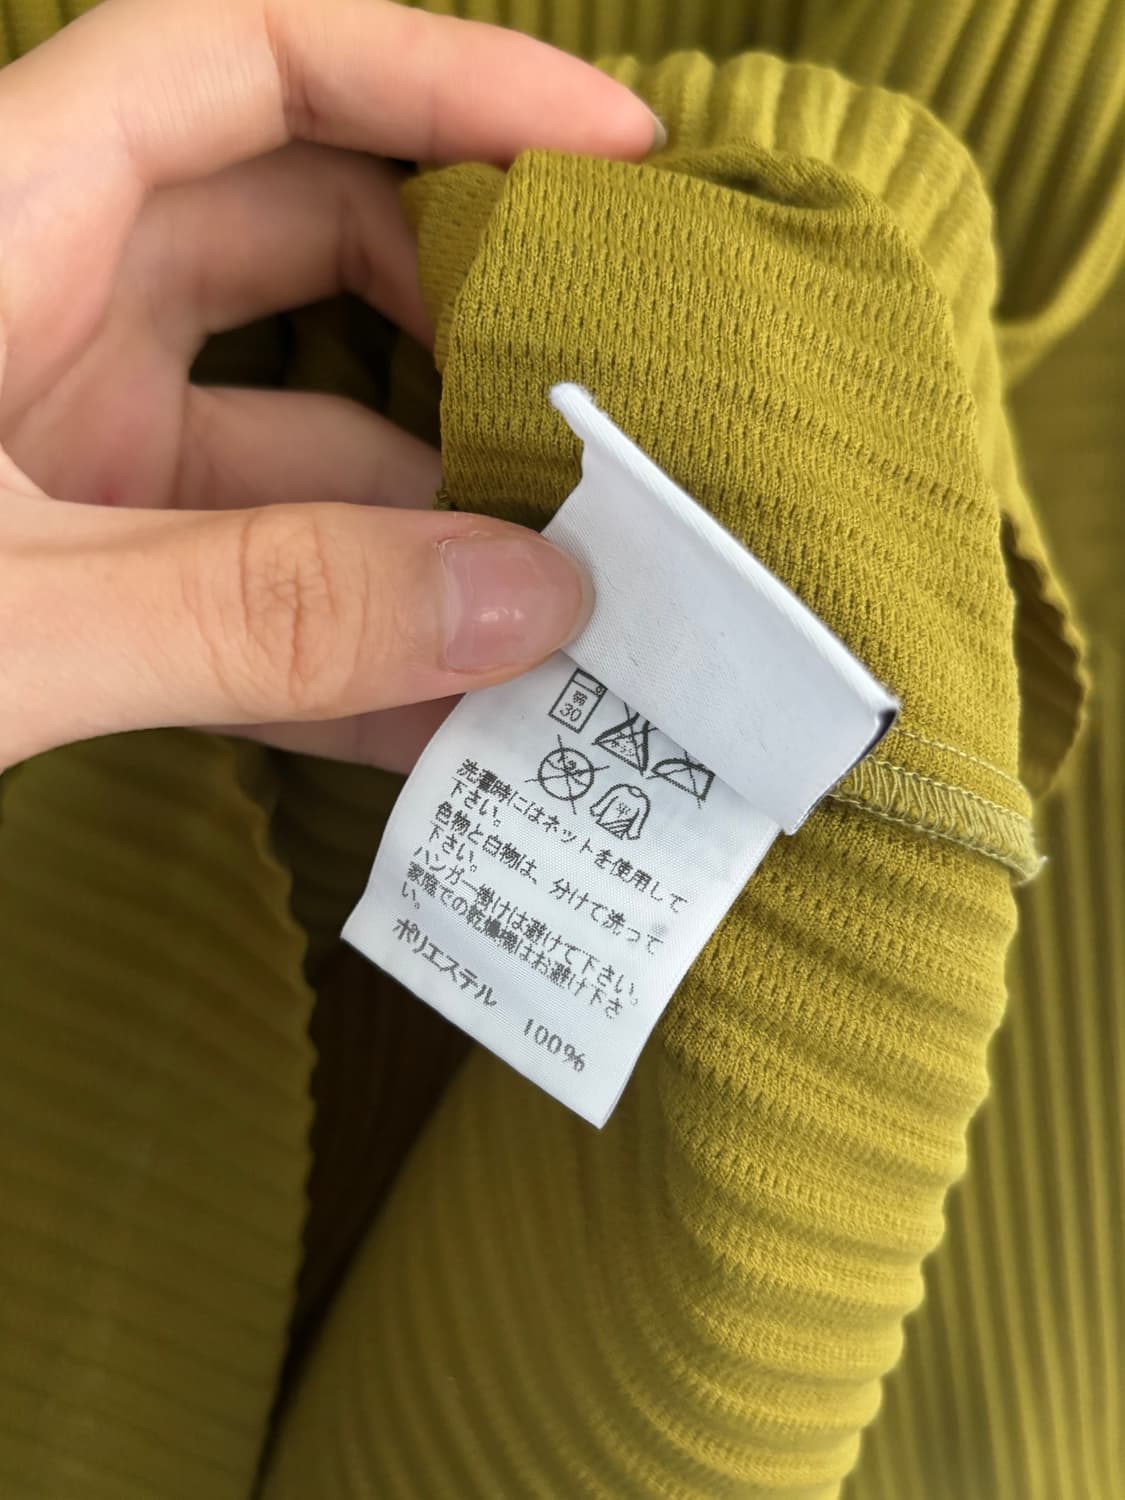 弱
30
洗濯時にはネットを使用して
下さい。
色物と白物は、分けて洗って
下さい。
ハンガー掛けは避けて下さい。
家庭での乾燥機はお避け下さ
い。
ポリエステル 100%